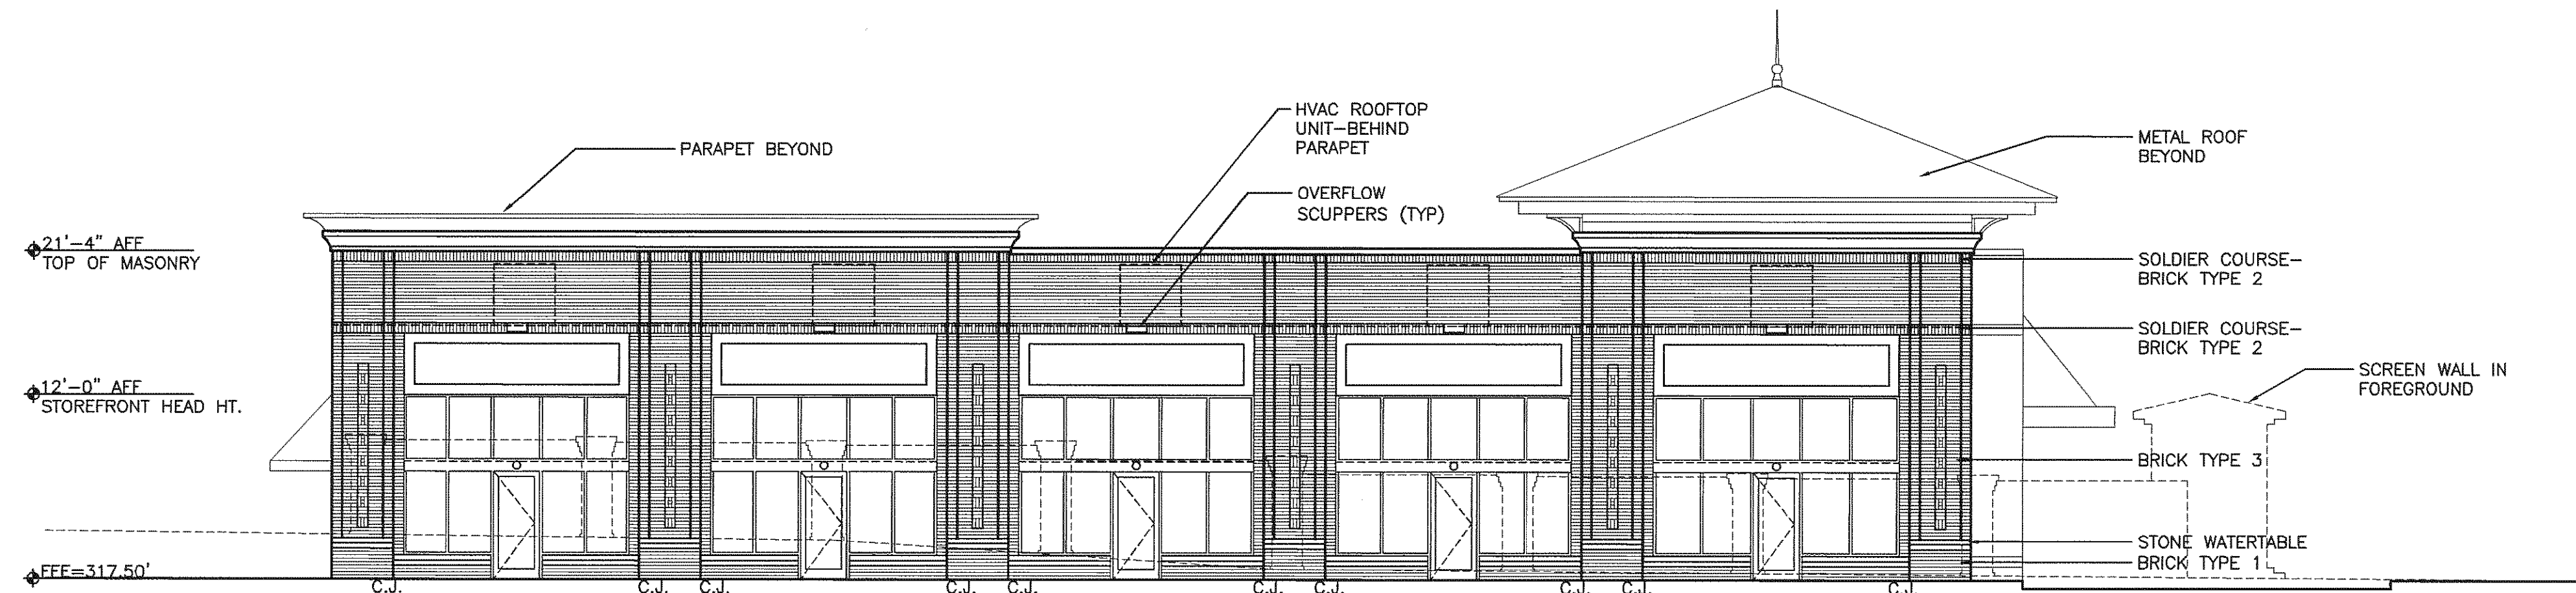 HVAC ROOFTOP
UNIT-BEHIND
PARAPET
PARAPET BEYOND
METAL ROOF
BEYOND
OVERFLOW
SCUPPERS (TYP)
21'-4" AFF
TOP OF MASONRY
SOLDIER COURSE-
BRICK TYPE 2
SOLDIER COURSE-
BRICK TYPE 2
SCREEN WALL IN
FOREGROUND
12'-0" AFF
STOREFRONT HEAD HT.
BRICK TYPE 3
STONE WATERTABLE
BRICK TYPE 1
FFE=317.50'
C.J.
C.J.
C.J.
C.J.
C.J.
C.J.
C.J.
C.J.
C.J.
C.J.